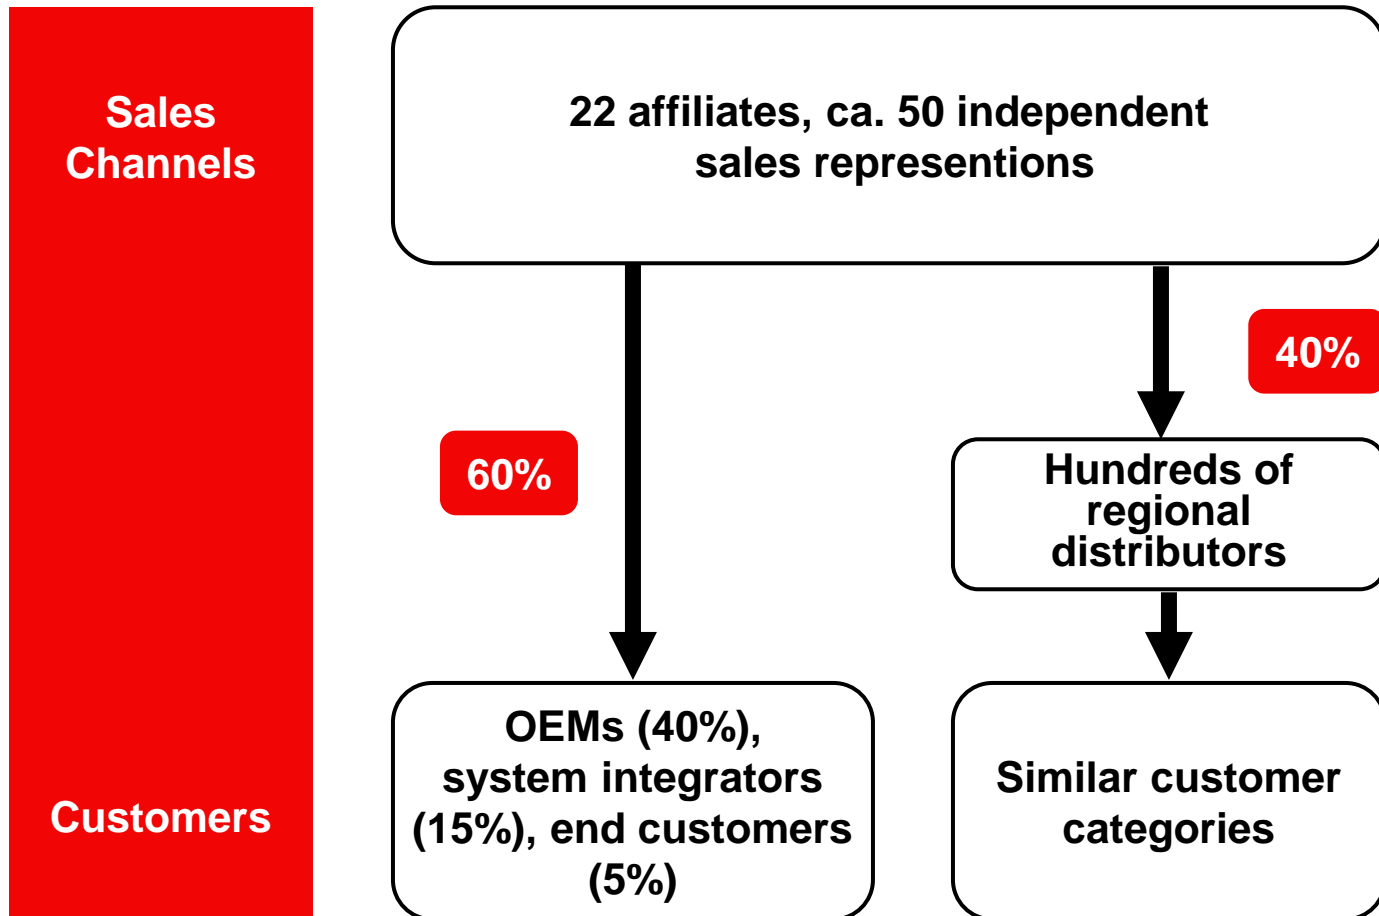 Sales
Channels
22 affiliates, ca. 50 independent
sales representions
40%
60%
Hundreds of
regional
distributors
Customers
OEMs (40%),
system integrators
(15%), end customers
(5%)
Similar customer
categories